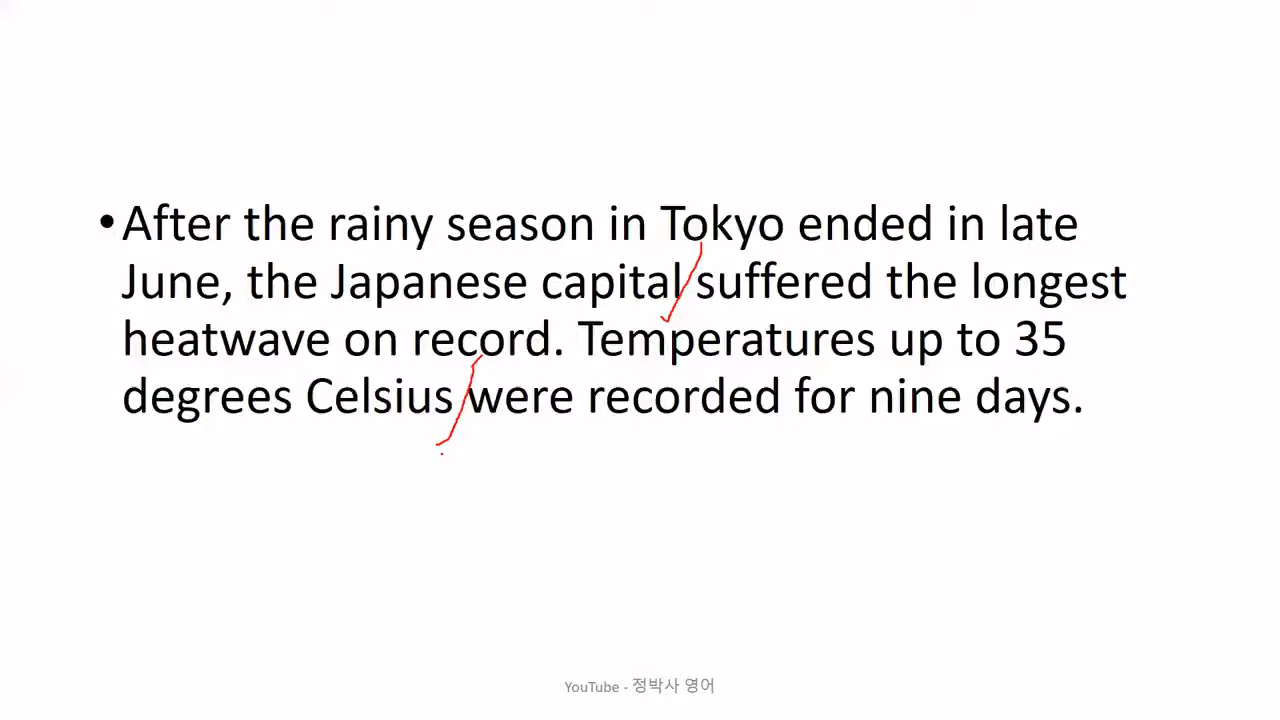 •After the rainy season in Tokyo ended in late
June, the Japanese capital suffered the longest
heatwave on record. Temperatures up to 35
degrees Celsius were recorded for nine days.
YouTube - 정박사 영어